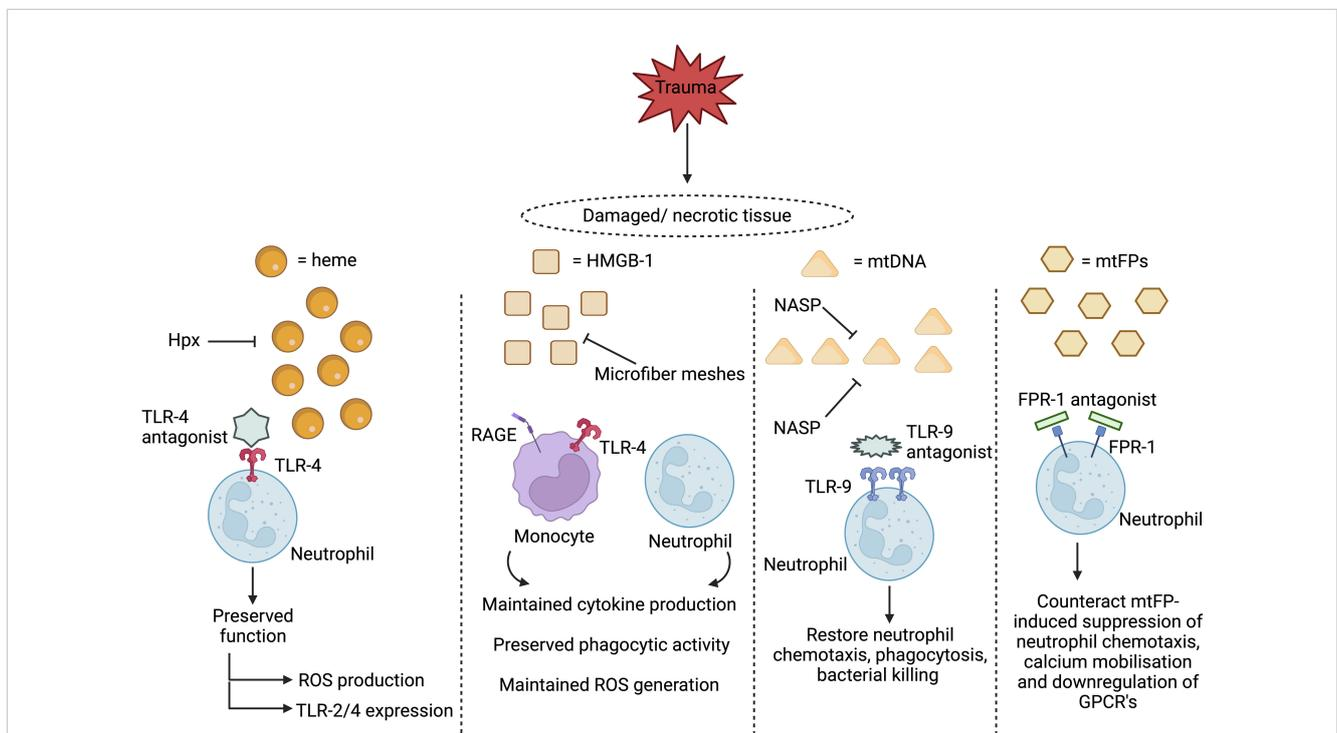 Trauma
Damaged/ necrotic tissue
= heme
Hpx
TLR-4
antagonist
TLR-4
Neutrophil
Preserved
function
ROS production
TLR-2/4 expression
= HMGB-1
Microfiber meshes
RAGE
TLR-4
Monocyte
Neutrophil
Maintained cytokine production
Preserved phagocytic activity
Maintained ROS generation
= mtDNA
NASP
NASP
TLR-9
antagonist
TLR-9
Neutrophil
Restore neutrophil
chemotaxis, phagocytosis,
bacterial killing
= mtFPs
FPR-1 antagonist
FPR-1
Neutrophil
Counteract mtFP-
induced suppression of
neutrophil chemotaxis,
calcium mobilisation
and downregulation of
GPCR's